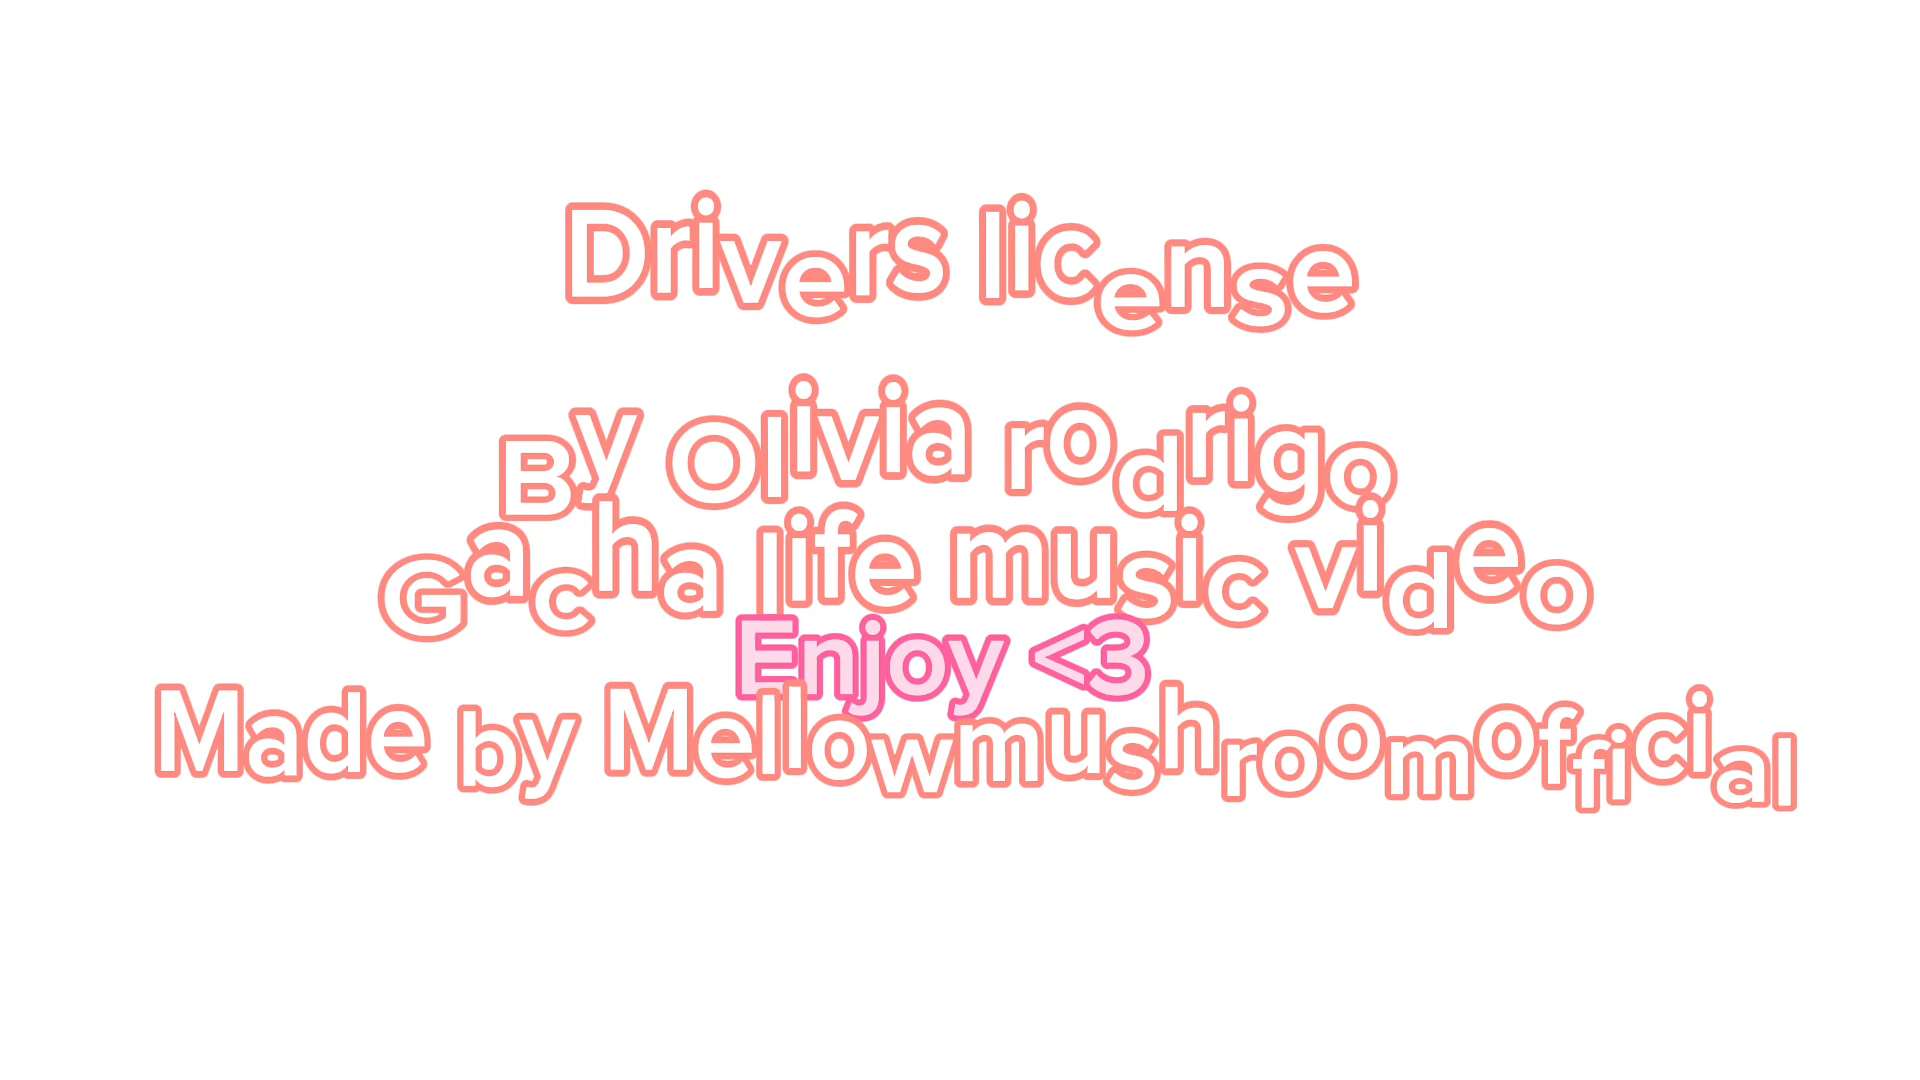 Drivers license
By Olivia rodrigo
Gacha life music video
Enjoy <3
Made by Mellowmushroomofficial